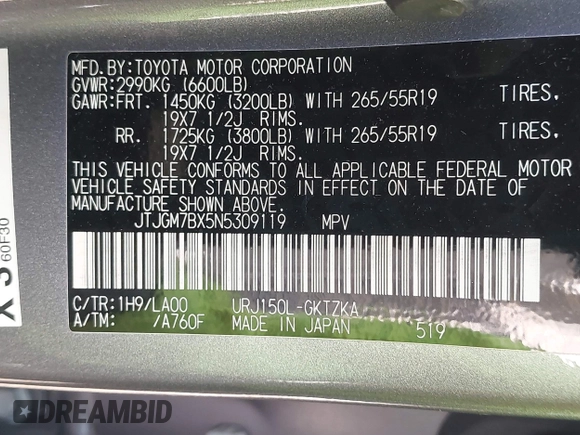 MFD.BY:TOYOTA MOTOR CORPORATION
GVWR:2990KG (6600LB)
GAWR:FRT. 1450KG (3200LB) WITH 265/55R19 TIRES.
19X7 1/2J RIMS.
RR. 1725KG (3800LB) WITH 265/55R19 TIRES.
19X7 1/2J RIMS.
THIS VEHICLE CONFORMS TO ALL APPLICABLE FEDERAL MOTOR
VEHICLE SAFETY STANDARDS IN EFFECT ON THE DATE OF
MANUFACTURE SHOWN ABOVE.
JTJGM7BX5N5309119 MPV
C/TR:1H9/LA00 URJ150L-GKTZKA
A/TM: /A760F MADE IN JAPAN 519
60F30
DREAMBID